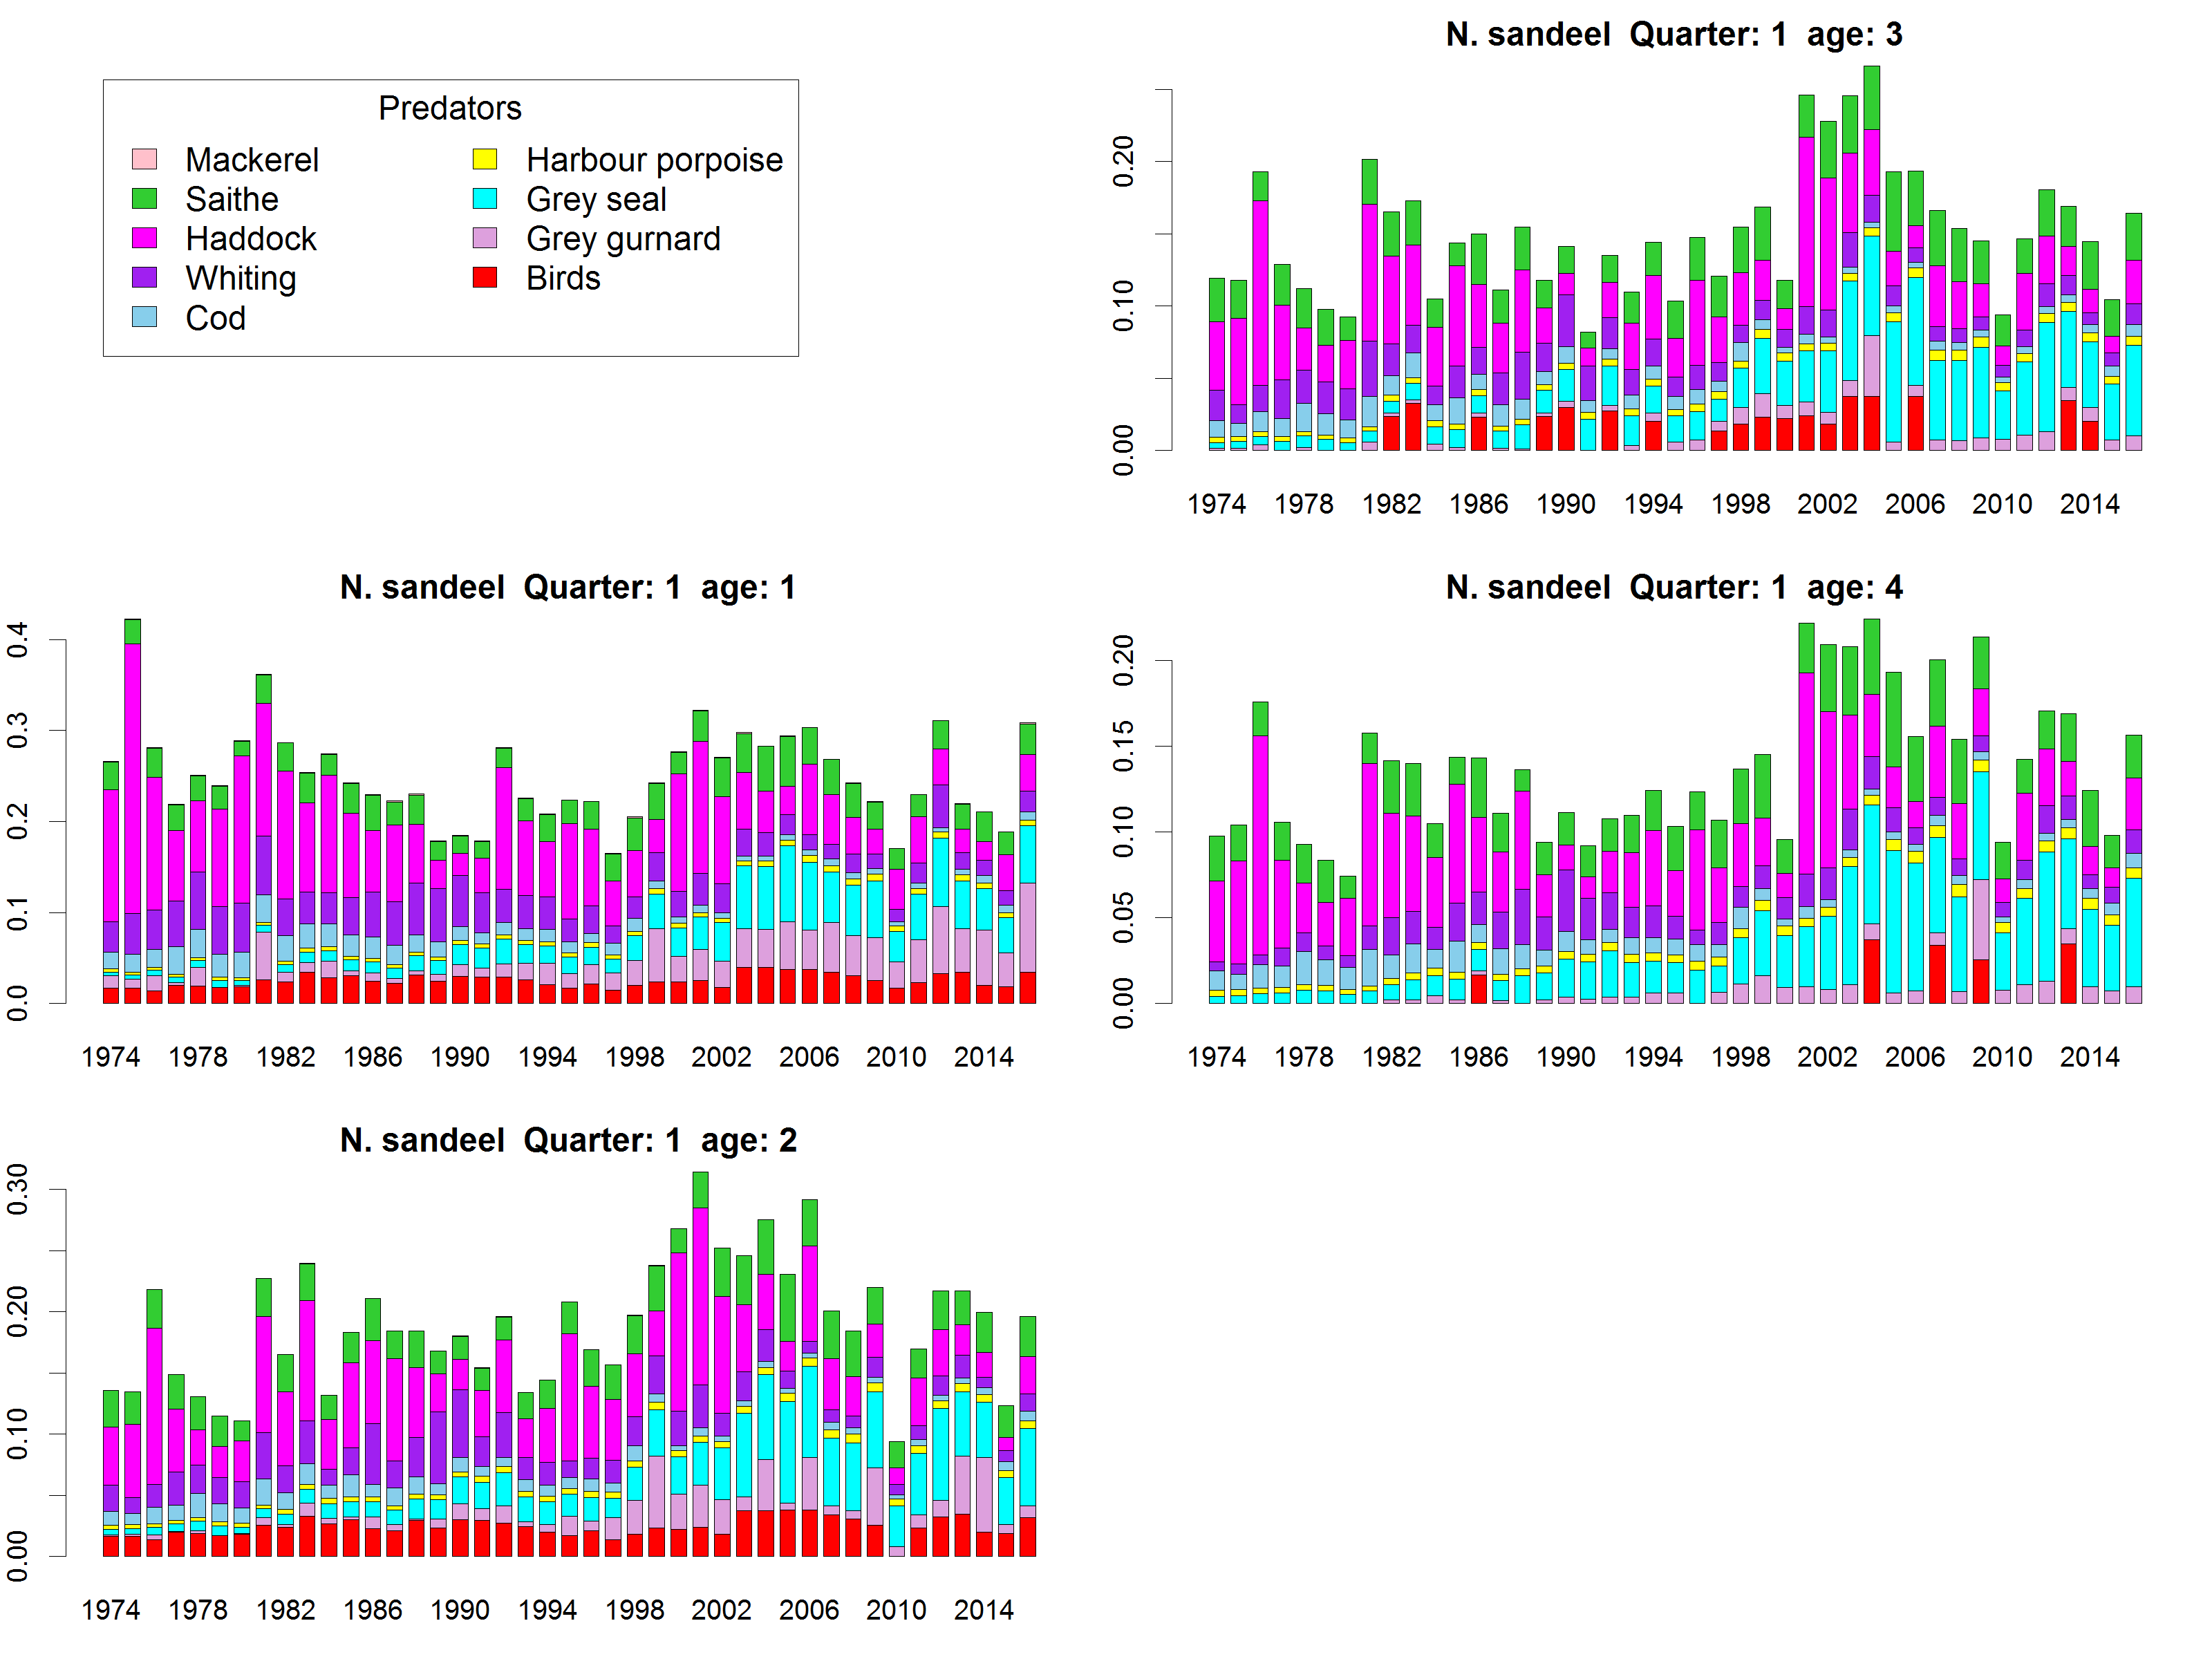 Predators
Mackerel
Saithe
Haddock
Whiting
Cod
Harbour porpoise
Grey seal
Grey gurnard
Birds
N. sandeel Quarter: 1 age: 3
0.00 0.10 0.20
1974 1978 1982 1986 1990 1994 1998 2002 2006 2010 2014
N. sandeel Quarter: 1 age: 1
0.0 0.1 0.2 0.3 0.4
1974 1978 1982 1986 1990 1994 1998 2002 2006 2010 2014
N. sandeel Quarter: 1 age: 4
0.00 0.05 0.10 0.15 0.20
1974 1978 1982 1986 1990 1994 1998 2002 2006 2010 2014
N. sandeel Quarter: 1 age: 2
0.00 0.10 0.20 0.30
1974 1978 1982 1986 1990 1994 1998 2002 2006 2010 2014